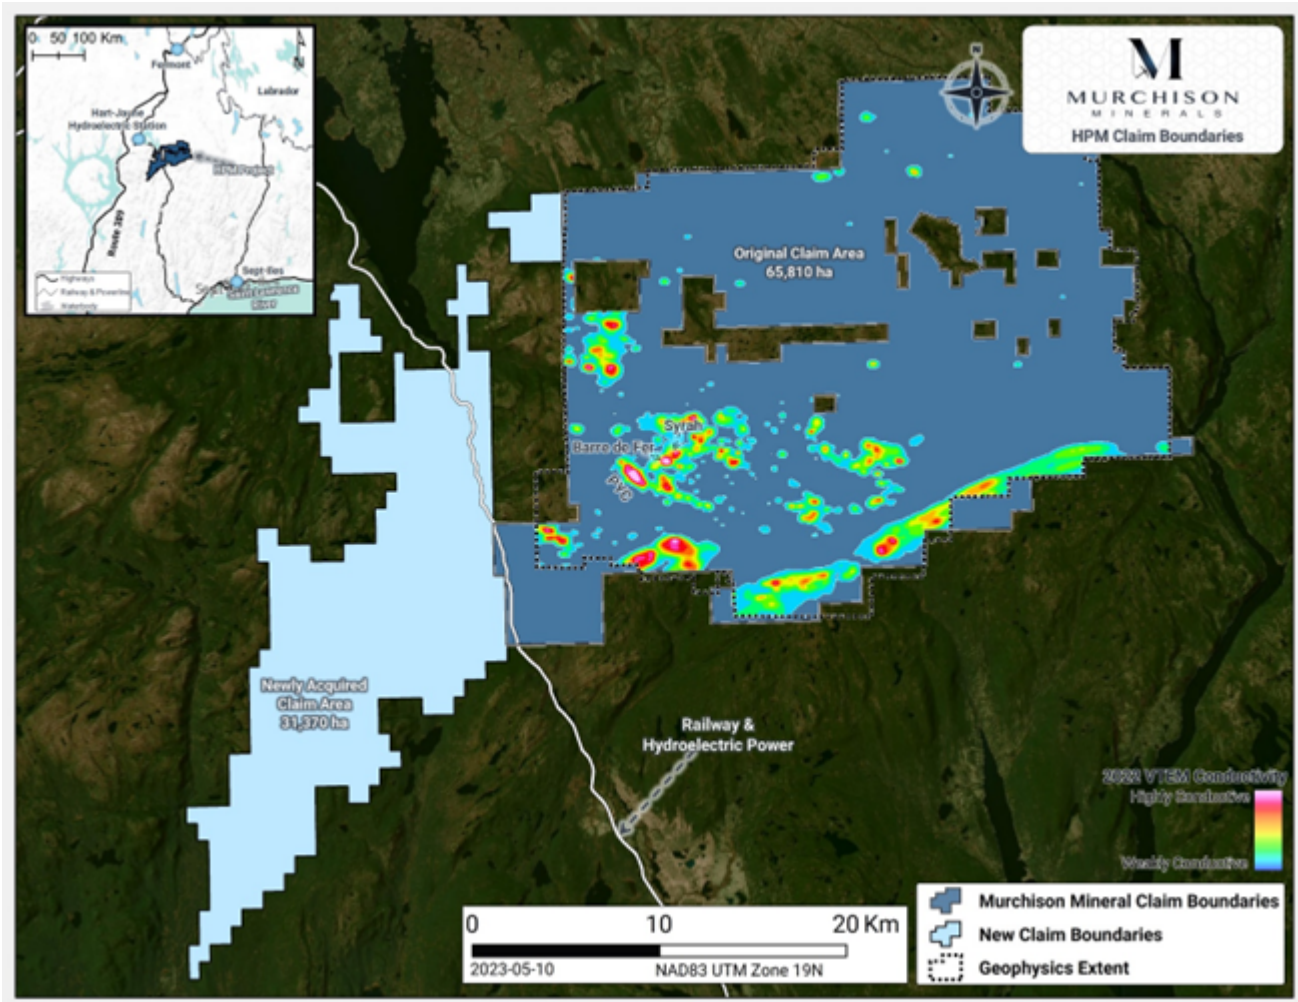 0 50 100 Km
N
Fermont
Labrador
Hart-Jaune
Hydroelectric Station
HPM Project
Route 389
Sept-Iles
Saint Lawrence
River
Highways
Railway & Powerline
Waterbody
N
MURCHISON
MINERALS
HPM Claim Boundaries
Original Claim Area
65,810 ha
Syrah
Barre de Fer
PYC
Newly Acquired
Claim Area
31,370 ha
Railway &
Hydroelectric Power
2022 VTEM Conductivity
Highly Conductive
Weakly Conductive
0 10 20 Km
2023-05-10 NAD83 UTM Zone 19N
Murchison Mineral Claim Boundaries
New Claim Boundaries
Geophysics Extent